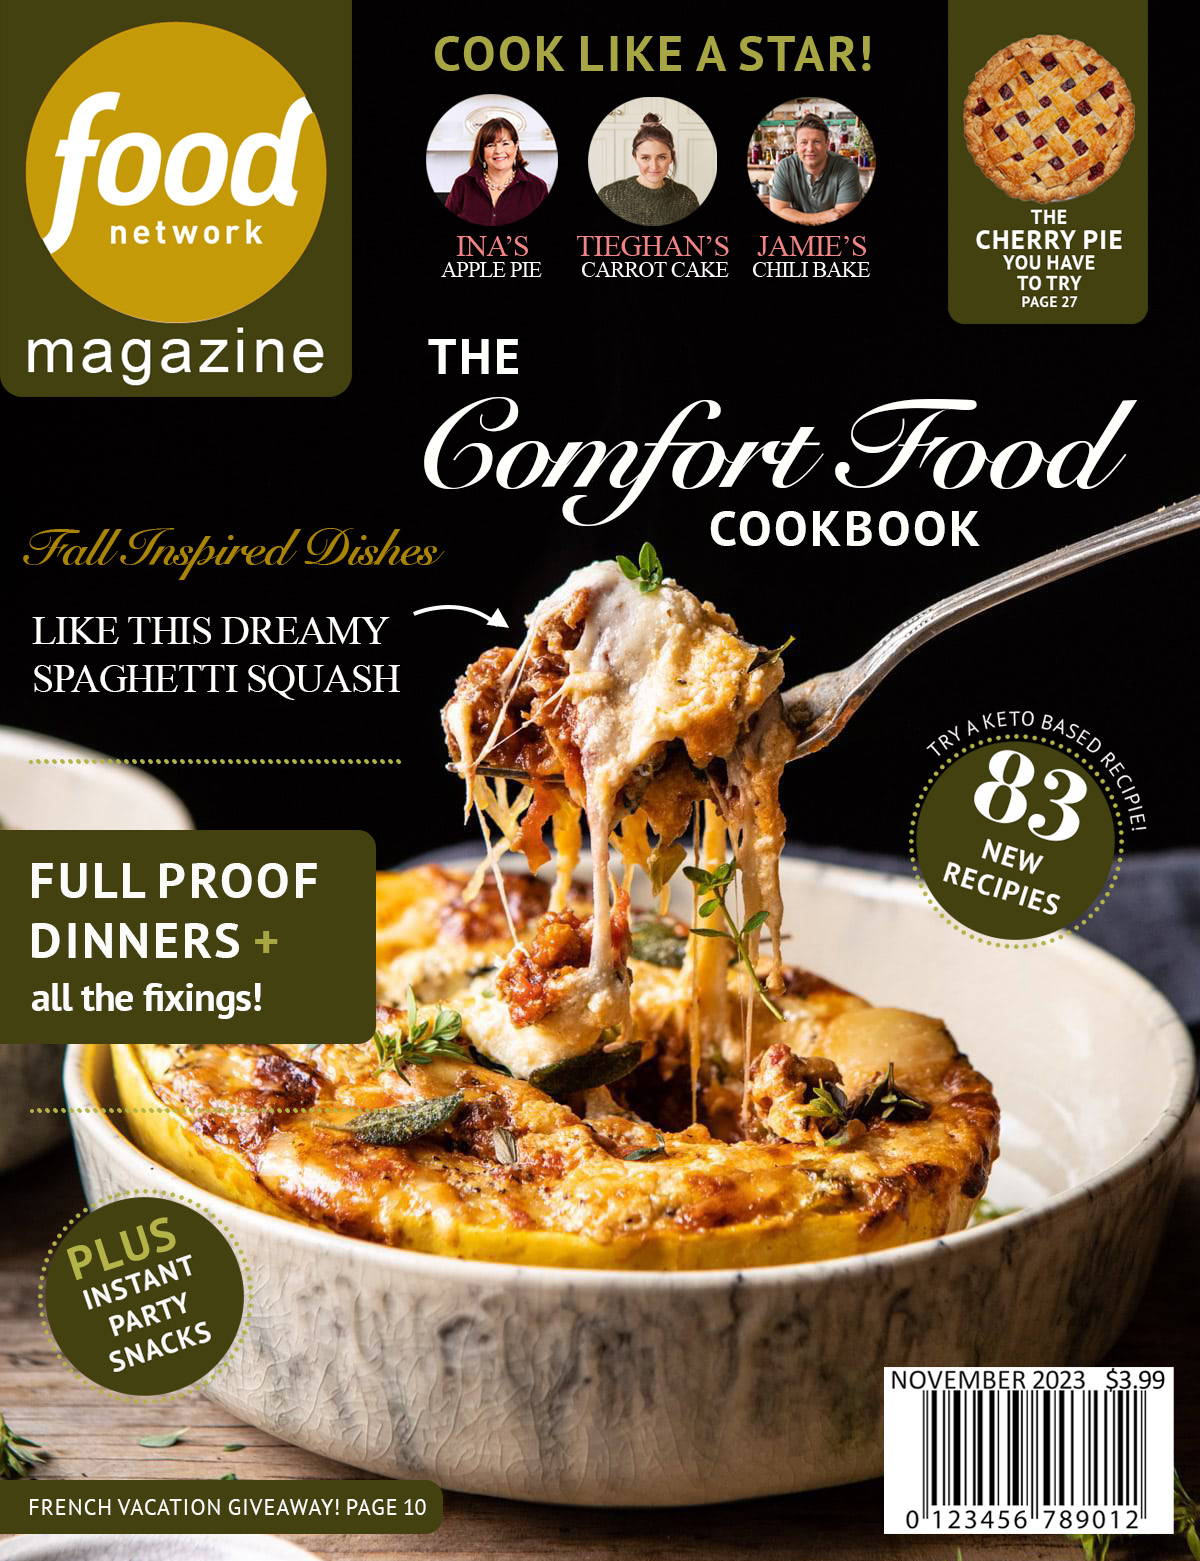 food
network
magazine
COOK LIKE A STAR!
INA'S
APPLE PIE
TIEGHAN'S
CARROT CAKE
JAMIE'S
CHILI BAKE
THE
CHERRY PIE
YOU HAVE
TO TRY
PAGE 27
THE
Comfort Food
COOKBOOK
Fall Inspired Dishes
LIKE THIS DREAMY
SPAGHETTI SQUASH
TRY A KETO BASED RECIPIE!
83
NEW
RECIPIES
FULL PROOF
DINNERS +
all the fixings!
PLUS
INSTANT
PARTY
SNACKS
FRENCH VACATION GIVEAWAY! PAGE 10
NOVEMBER 2023 $3.99
0 123456 789012